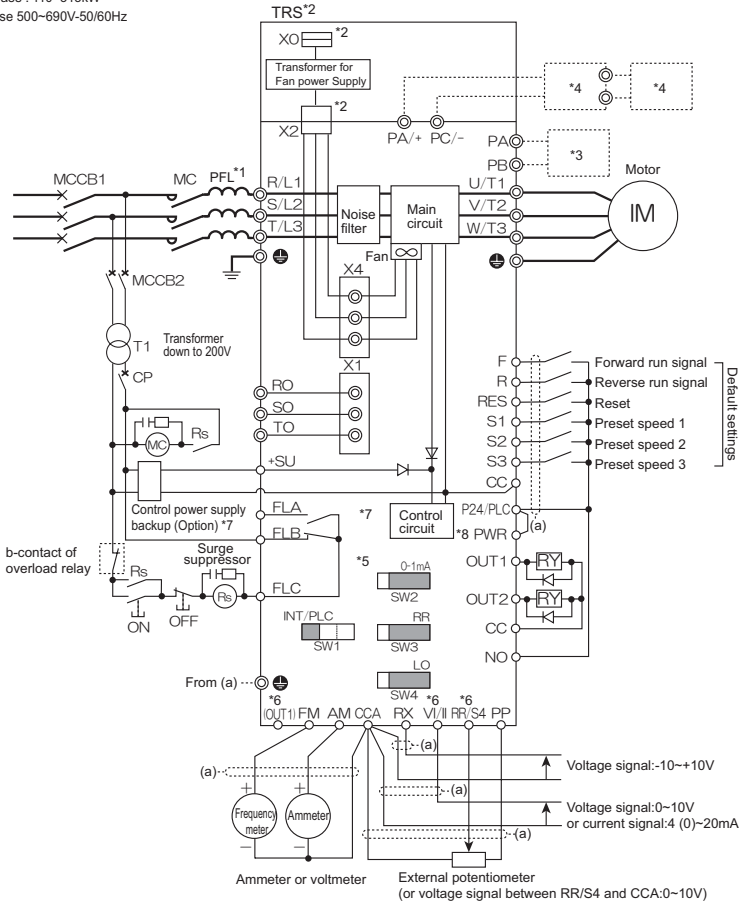 se 500~690V-50/60Hz
TRS*2
X0 *2
Transformer for
Fan power Supply
*2
X2
PA/+ PC/-
*4
*4
PA
PB
*3
MCCB1
MC
PFL*1
R/L1
S/L2
T/L3
Noise
filter
Main
circuit
U/T1
V/T2
W/T3
Motor
IM
Fan
X4
MCCB2
T1
Transformer
down to 200V
CP
X1
RO
SO
TO
MC
Rs
+SU
Control power supply
backup (Option) *7
FLA
FLB
FLC
*7
Control
circuit
F
R
RES
S1
S2
S3
CC
P24/PLC
*8 PWR
(a)
Forward run signal
Reverse run signal
Reset
Preset speed 1
Preset speed 2
Preset speed 3
Default settings
b-contact of
overload relay
Rs
ON
OFF
Surge
suppressor
Rs
*5
0-1mA
SW2
INT/PLC
SW1
RR
SW3
LO
SW4
OUT1
RY
OUT2
RY
CC
NO
From (a)
*6
(OUT1) FM AM CCA RX
*6
VI/II
*6
RR/S4 PP
(a)
(a)
(a)
(a)
+
+
Frequency
meter
Ammeter
−
−
Ammeter or voltmeter
Voltage signal:-10~+10V
Voltage signal:0~10V
or current signal:4 (0)~20mA
External potentiometer
(or voltage signal between RR/S4 and CCA:0~10V)